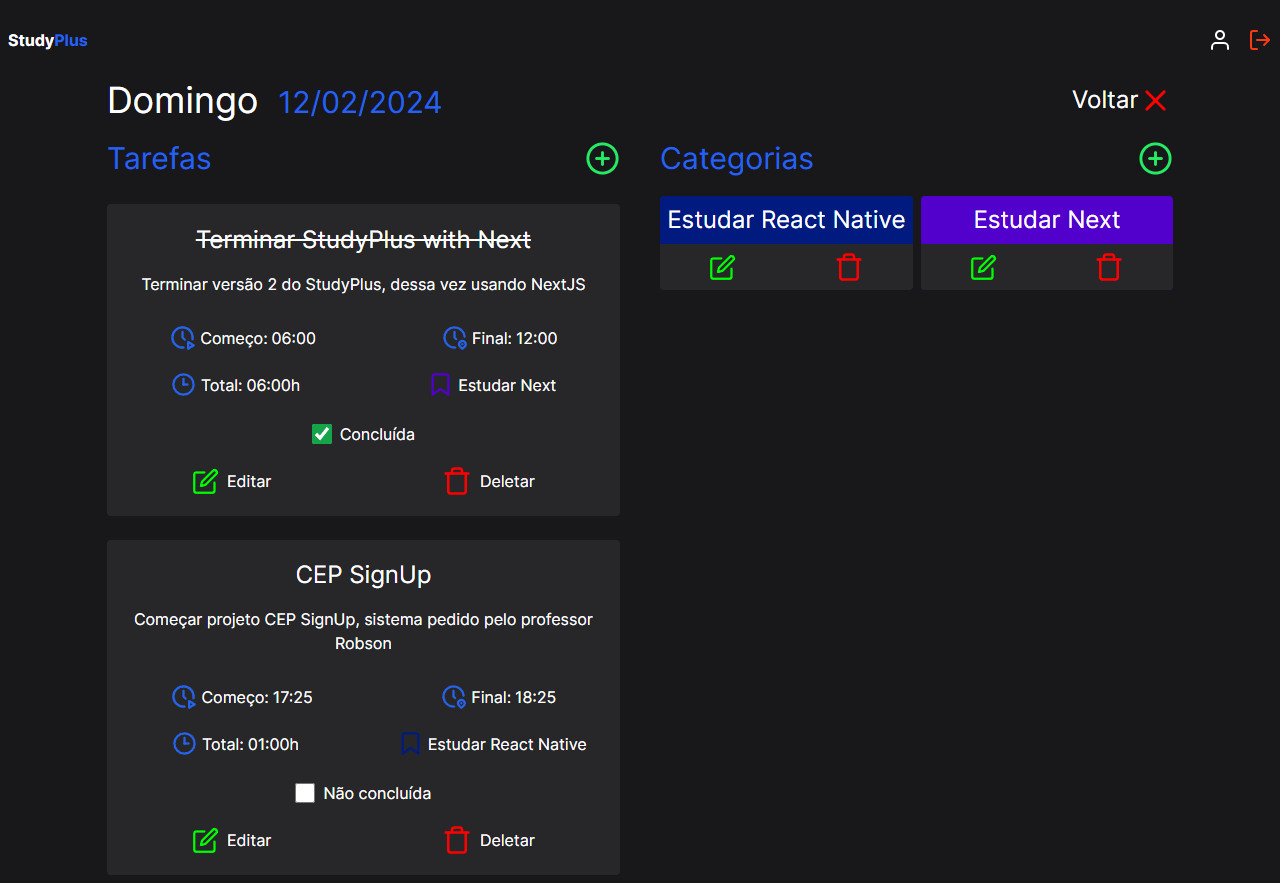 StudyPlus
Domingo 12/02/2024
Voltar
Tarefas
Terminar StudyPlus with Next
Terminar versão 2 do StudyPlus, dessa vez usando NextJS
Começo: 06:00
Final: 12:00
Total: 06:00h
Estudar Next
Concluída
Editar
Deletar
CEP SignUp
Começar projeto CEP SignUp, sistema pedido pelo professor
Robson
Começo: 17:25
Final: 18:25
Total: 01:00h
Estudar React Native
Não concluída
Editar
Deletar
Categorias
Estudar React Native
Estudar Next